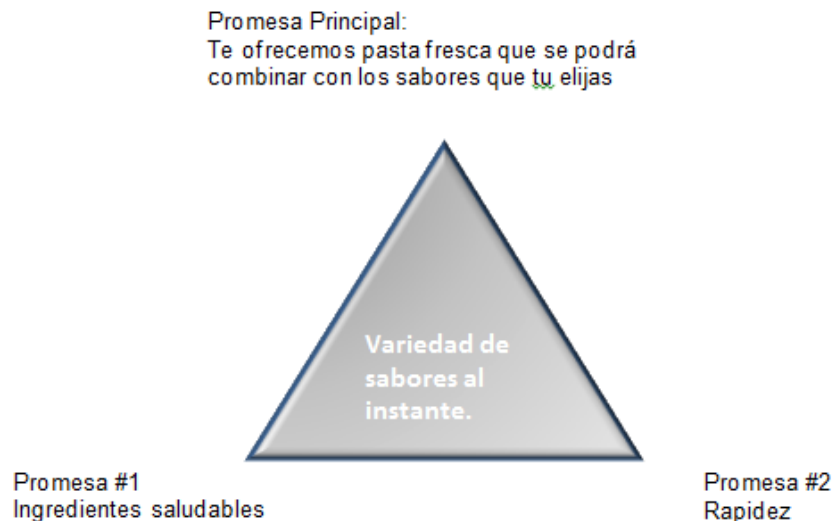 Promesa Principal:
Te ofrecemos pasta fresca que se podrá
combinar con los sabores que tu elijas
Variedad de
sabores al
instante.
Promesa #1
Ingredientes saludables
Promesa #2
Rapidez